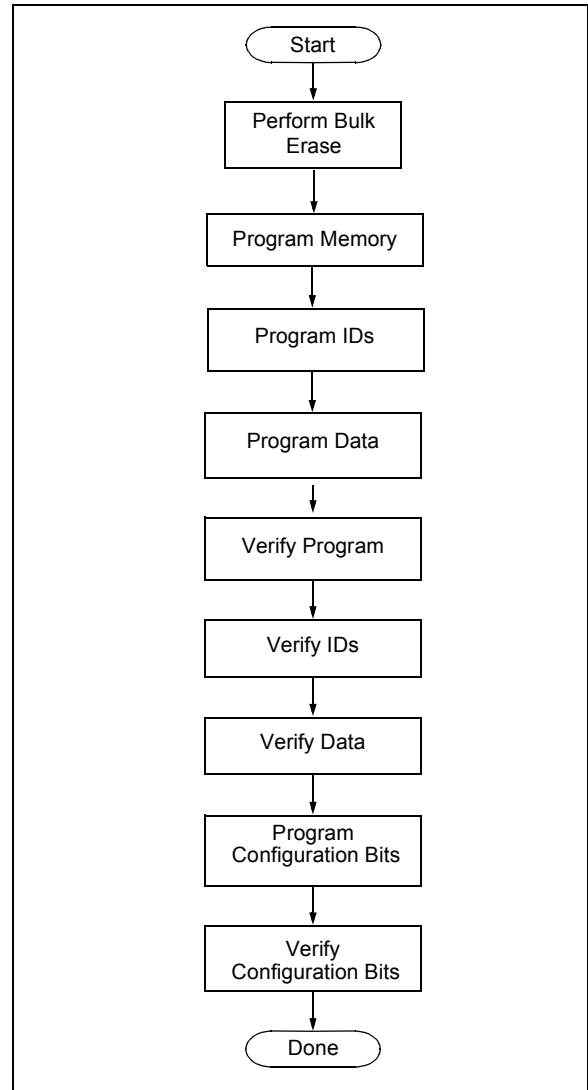 Start
Perform Bulk
Erase
Program Memory
Program IDs
Program Data
Verify Program
Verify IDs
Verify Data
Program
Configuration Bits
Verify
Configuration Bits
Done